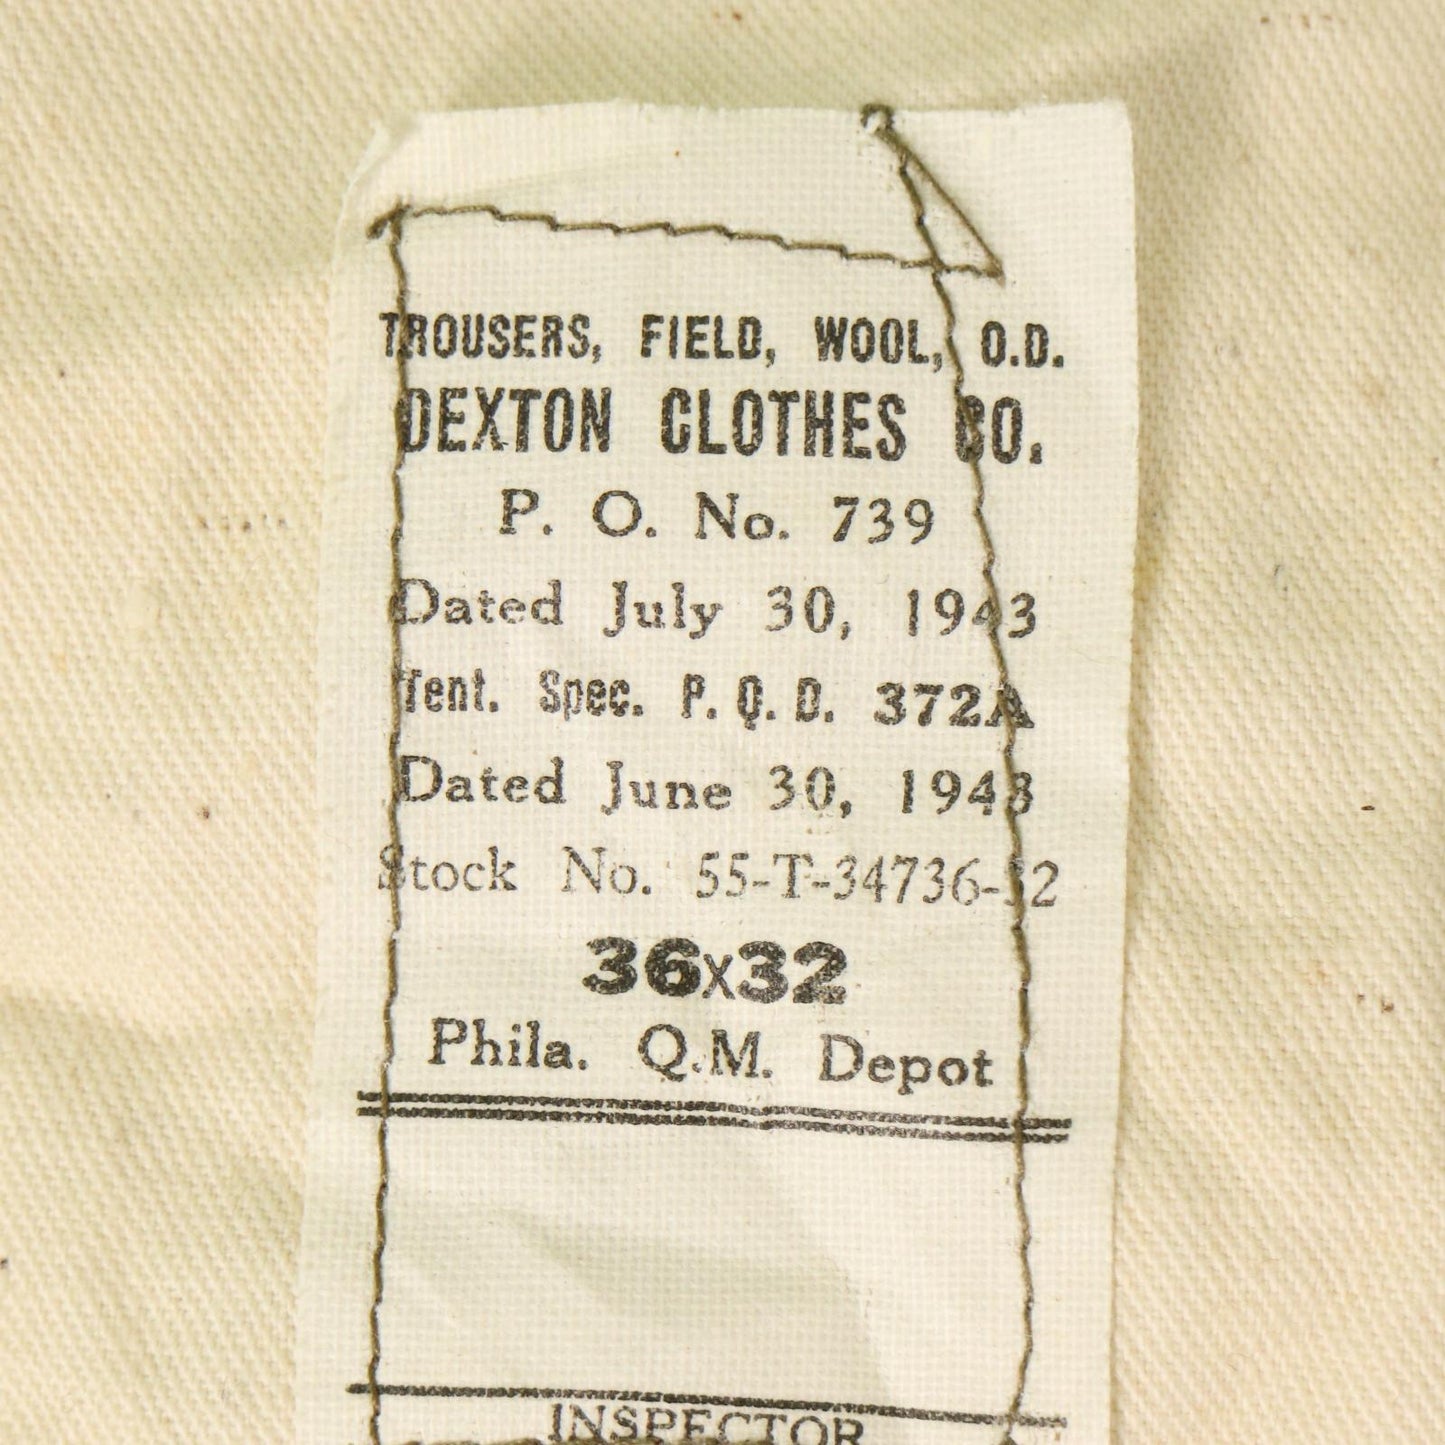 TROUSERS, FIELD, WOOL, O.D.
DEXTON CLOTHES CO.
P. O. No. 739
Dated July 30, 1943
Tent. Spec. P. Q. D. 372A
Dated June 30, 1943
Stock No. 55-T-34736-32
36x32
Phila. Q.M. Depot
INSPECTOR